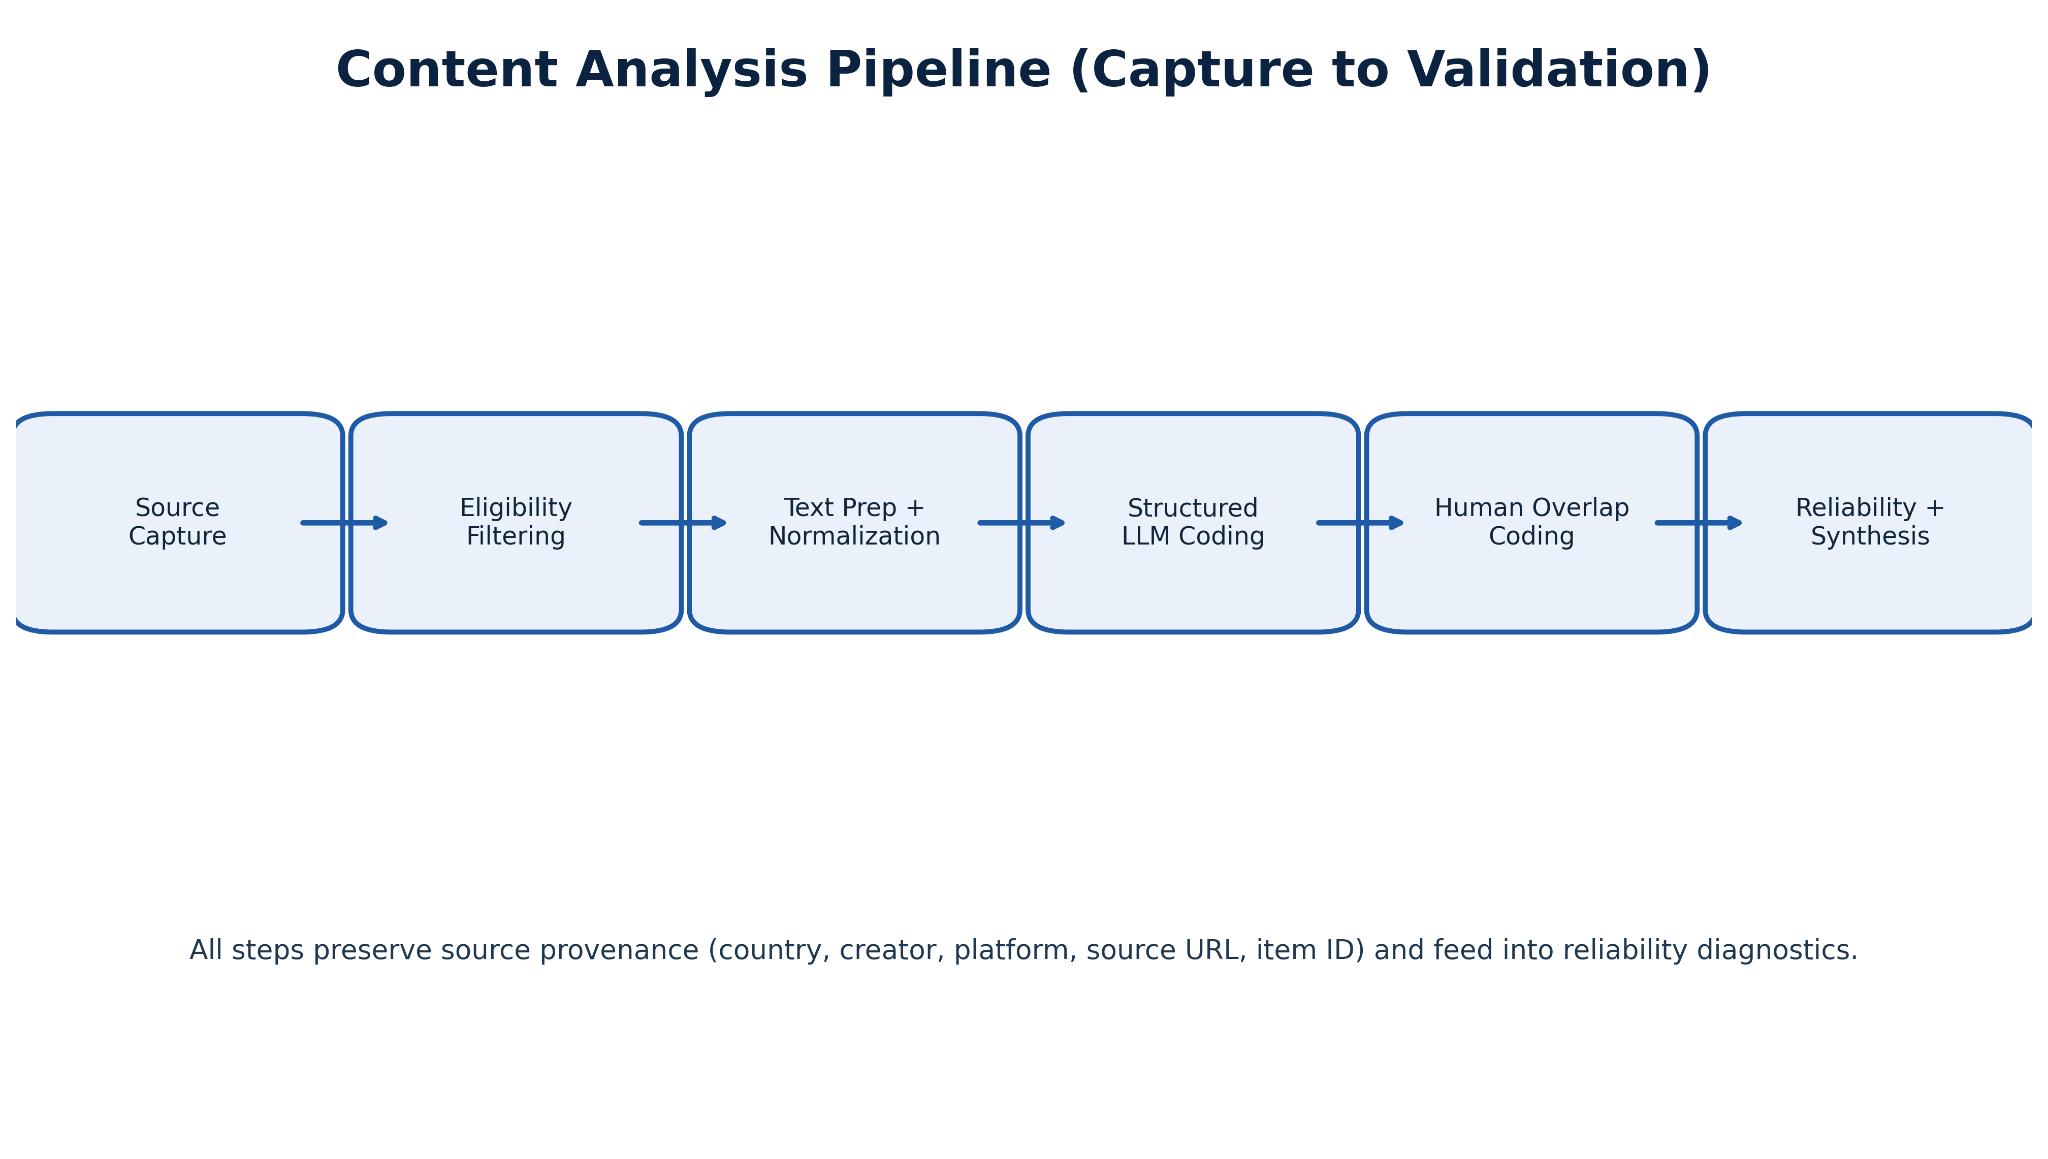 Content Analysis Pipeline (Capture to Validation)
Source
Capture
Eligibility
Filtering
Text Prep +
Normalization
Structured
LLM Coding
Human Overlap
Coding
Reliability +
Synthesis
All steps preserve source provenance (country, creator, platform, source URL, item ID) and feed into reliability diagnostics.